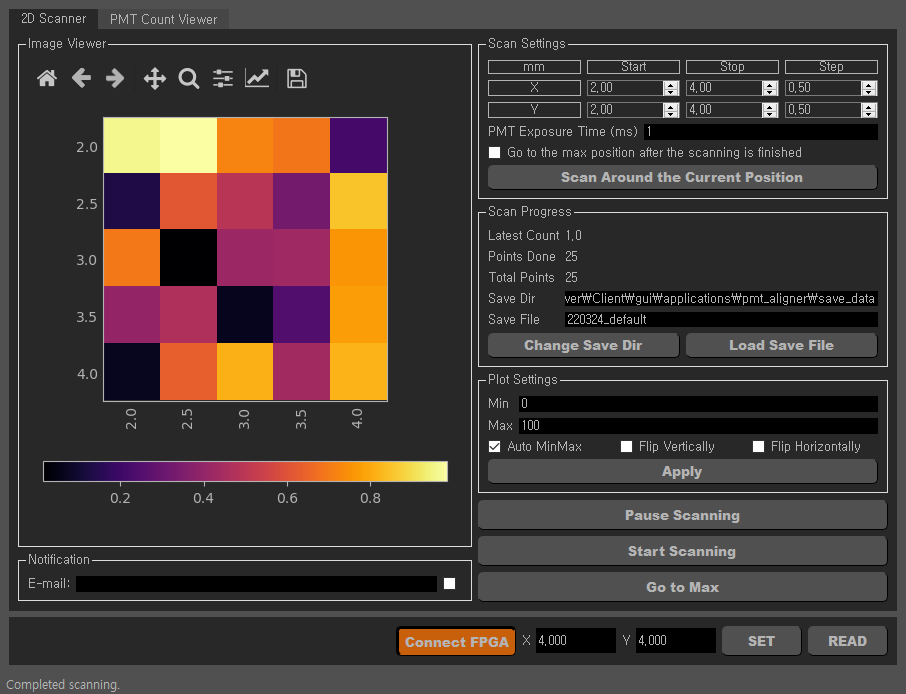 2D Scanner
PMT Count Viewer
Image Viewer
2.0
2.5
3.0
3.5
4.0
2.0
2.5
3.0
3.5
4.0
0.2
0.4
0.6
0.8
Notification
E-mail:
Scan Settings
mm Start Stop Step
X 2,00 4,00 0,50
Y 2,00 4,00 0,50
PMT Exposure Time (ms) 1
Go to the max position after the scanning is finished
Scan Around the Current Position
Scan Progress
Latest Count 1,0
Points Done 25
Total Points 25
Save Dir ver₩Client₩gui₩applications₩pmt_aligner₩save_data
Save File 220324_default
Change Save Dir Load Save File
Plot Settings
Min 0
Max 100
Auto MinMax Flip Vertically Flip Horizontally
Apply
Pause Scanning
Start Scanning
Go to Max
Connect FPGA X 4,000 Y 4,000 SET READ
Completed scanning.